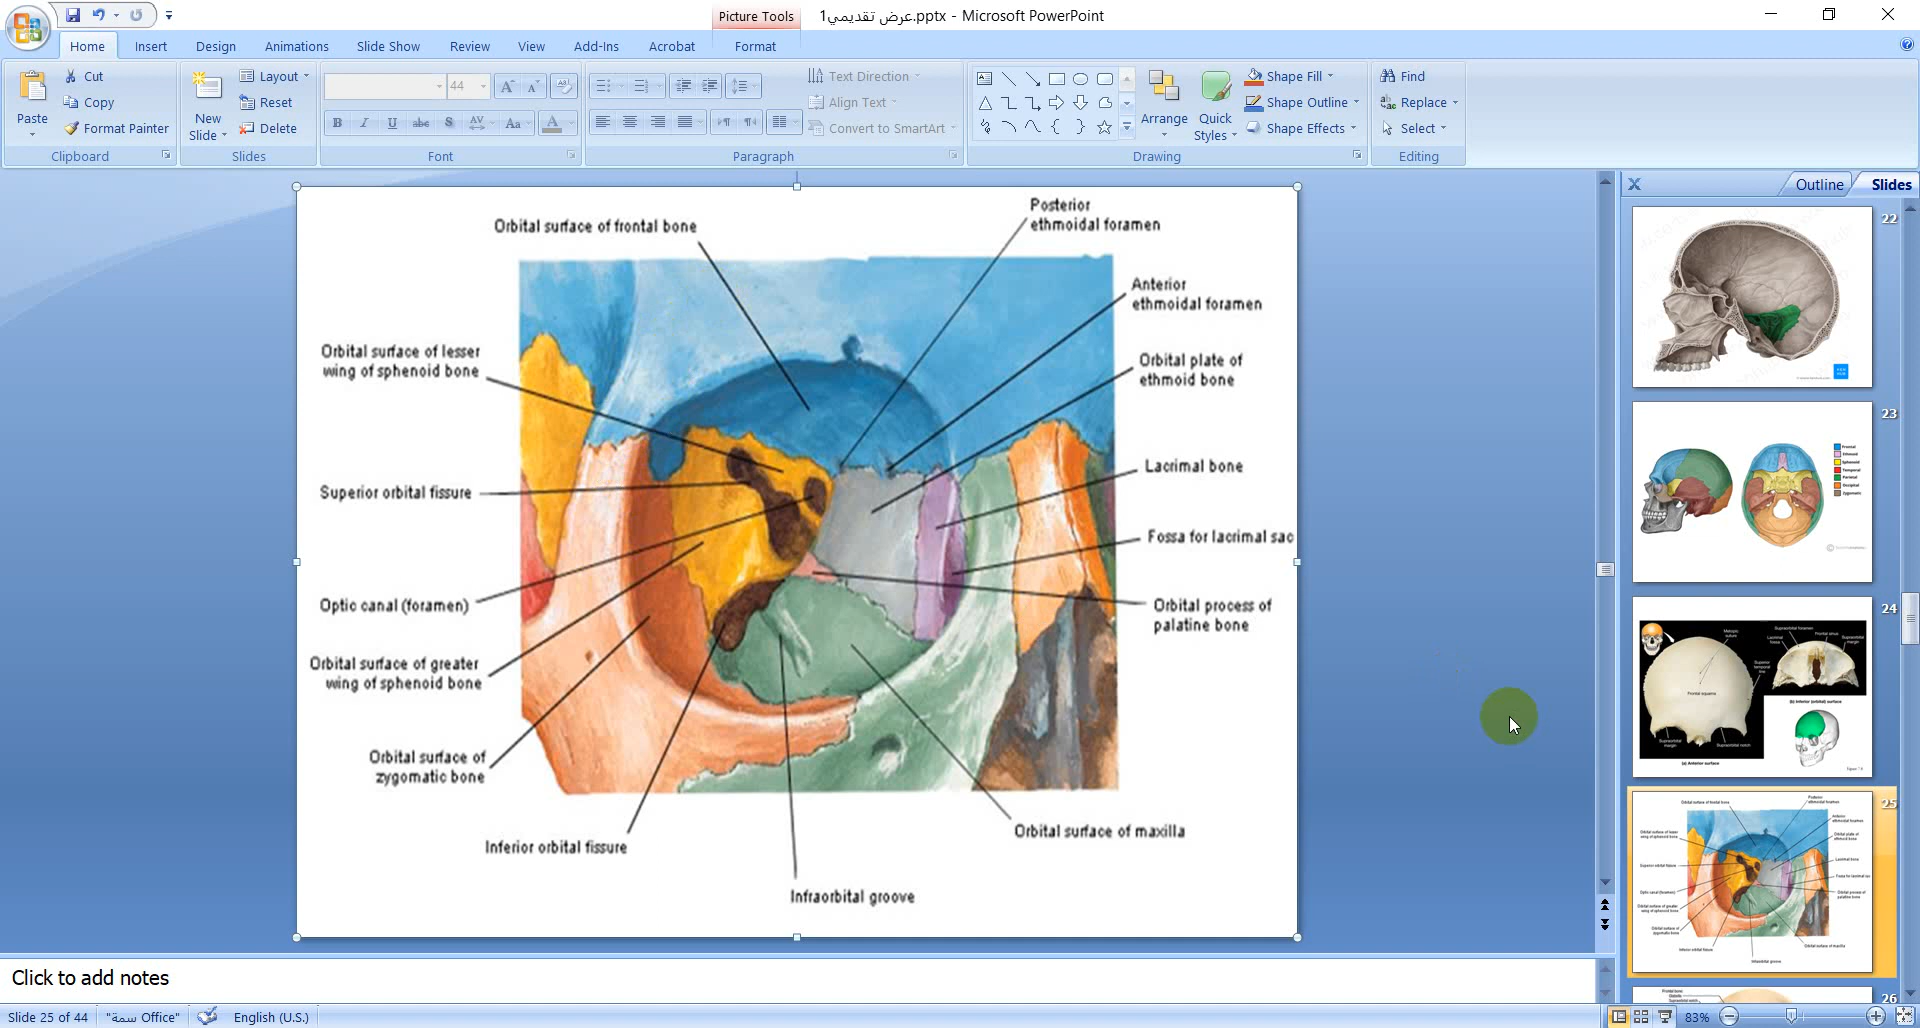 عرض تقديمي1.pptx - Microsoft PowerPoint
Picture Tools
Home
Insert
Design
Animations
Slide Show
Review
View
Add-Ins
Acrobat
Format
Paste
Cut
Copy
Format Painter
Clipboard
New
Slide
Layout
Reset
Delete
Slides
44
B I U abc S AV Aa A
Font
Text Direction
Align Text
Convert to SmartArt
Paragraph
Arrange
Quick
Styles
Shape Fill
Shape Outline
Shape Effects
Drawing
Find
Replace
Select
Editing
Orbital surface of frontal bone
Posterior
ethmoidal foramen
Anterior
ethmoidal foramen
Orbital surface of lesser
wing of sphenoid bone
Orbital plate of
ethmoid bone
Lacrimal bone
Superior orbital fissure
Fossa for lacrimal sac
Optic canal (foramen)
Orbital process of
palatine bone
Orbital surface of greater
wing of sphenoid bone
Orbital surface of
zygomatic bone
Orbital surface of maxilla
Inferior orbital fissure
Infraorbital groove
Outline
Slides
22
23
24
25
26
Click to add notes
Slide 25 of 44
"سمة Office"
English (U.S.)
83%